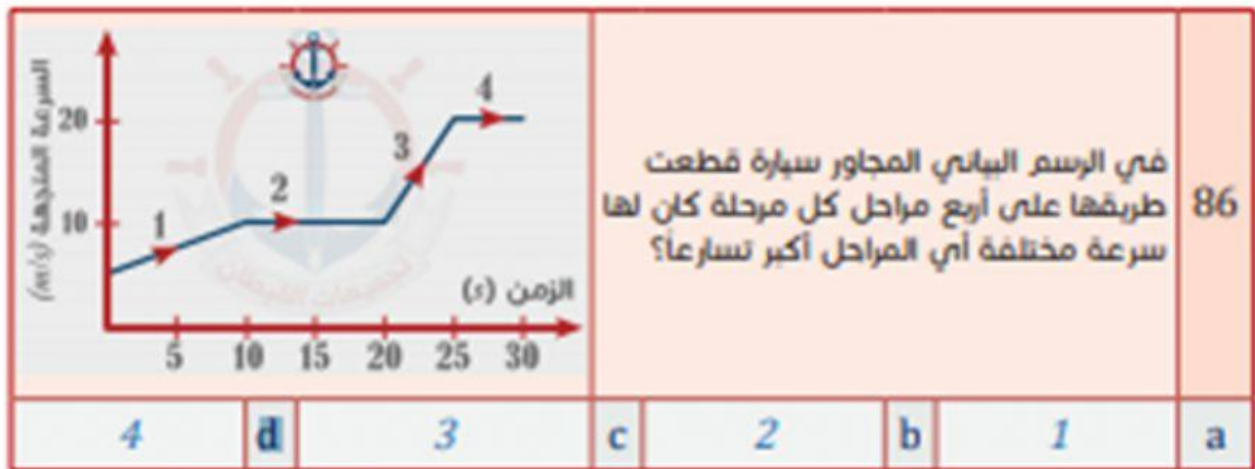 86
في الرسم البياني المجاور سيارة قطعت
طريقها على أربع مراحل كل مرحلة كان لها
سرعة مختلفة أي المراحل أكبر تسارعاً؟
السرعة المتجهة (m/s)
20
10
1
2
3
4
الزمن (s)
5 10 15 20 25 30
a 1 b 2 c 3 d 4